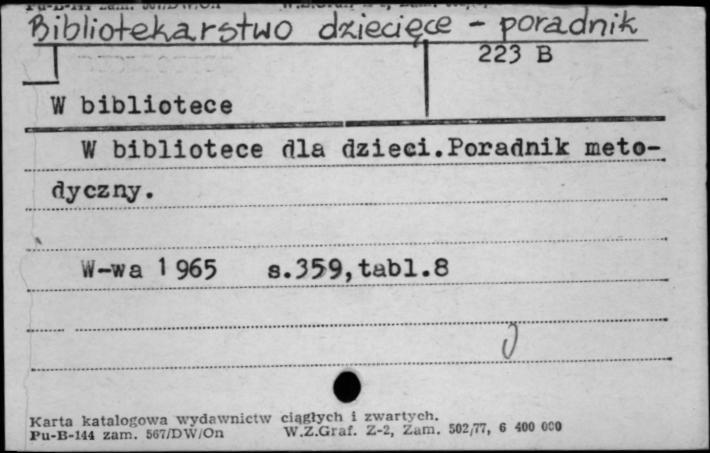 Bibliotekarstwo dziecięce - poradnik
223 B
W bibliotece
W bibliotece dla dzieci.Poradnik meto-
dyczny.
W-wa 1965 s.359,tabl.8
Karta katalogowa wydawnictw ciągłych i zwartych.
Pu-B-144 zam. 567/DW/On W.Z.Graf. Z-2, Zam. 502/77, 6 400 000